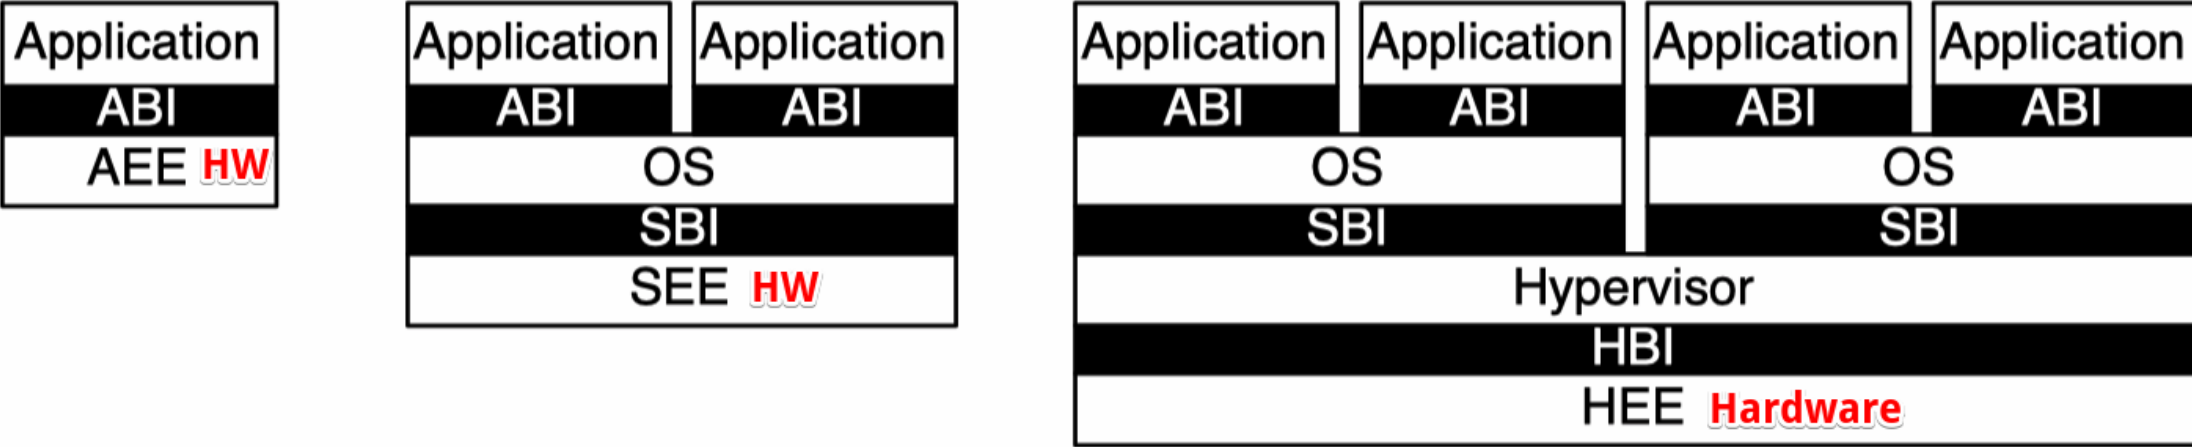 Application
ABI
AEE HW
Application Application
ABI ABI
OS
SBI
SEE HW
Application Application Application Application
ABI ABI ABI ABI
OS OS
SBI SBI
Hypervisor
HBI
HEE Hardware